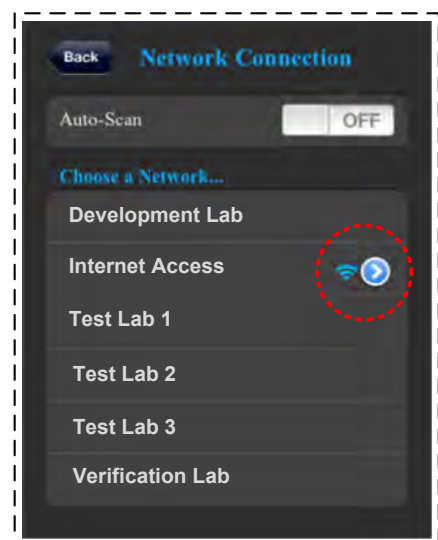 Back Network Connection
Auto-Scan OFF
Choose a Network...
Development Lab
Internet Access
Test Lab 1
Test Lab 2
Test Lab 3
Verification Lab